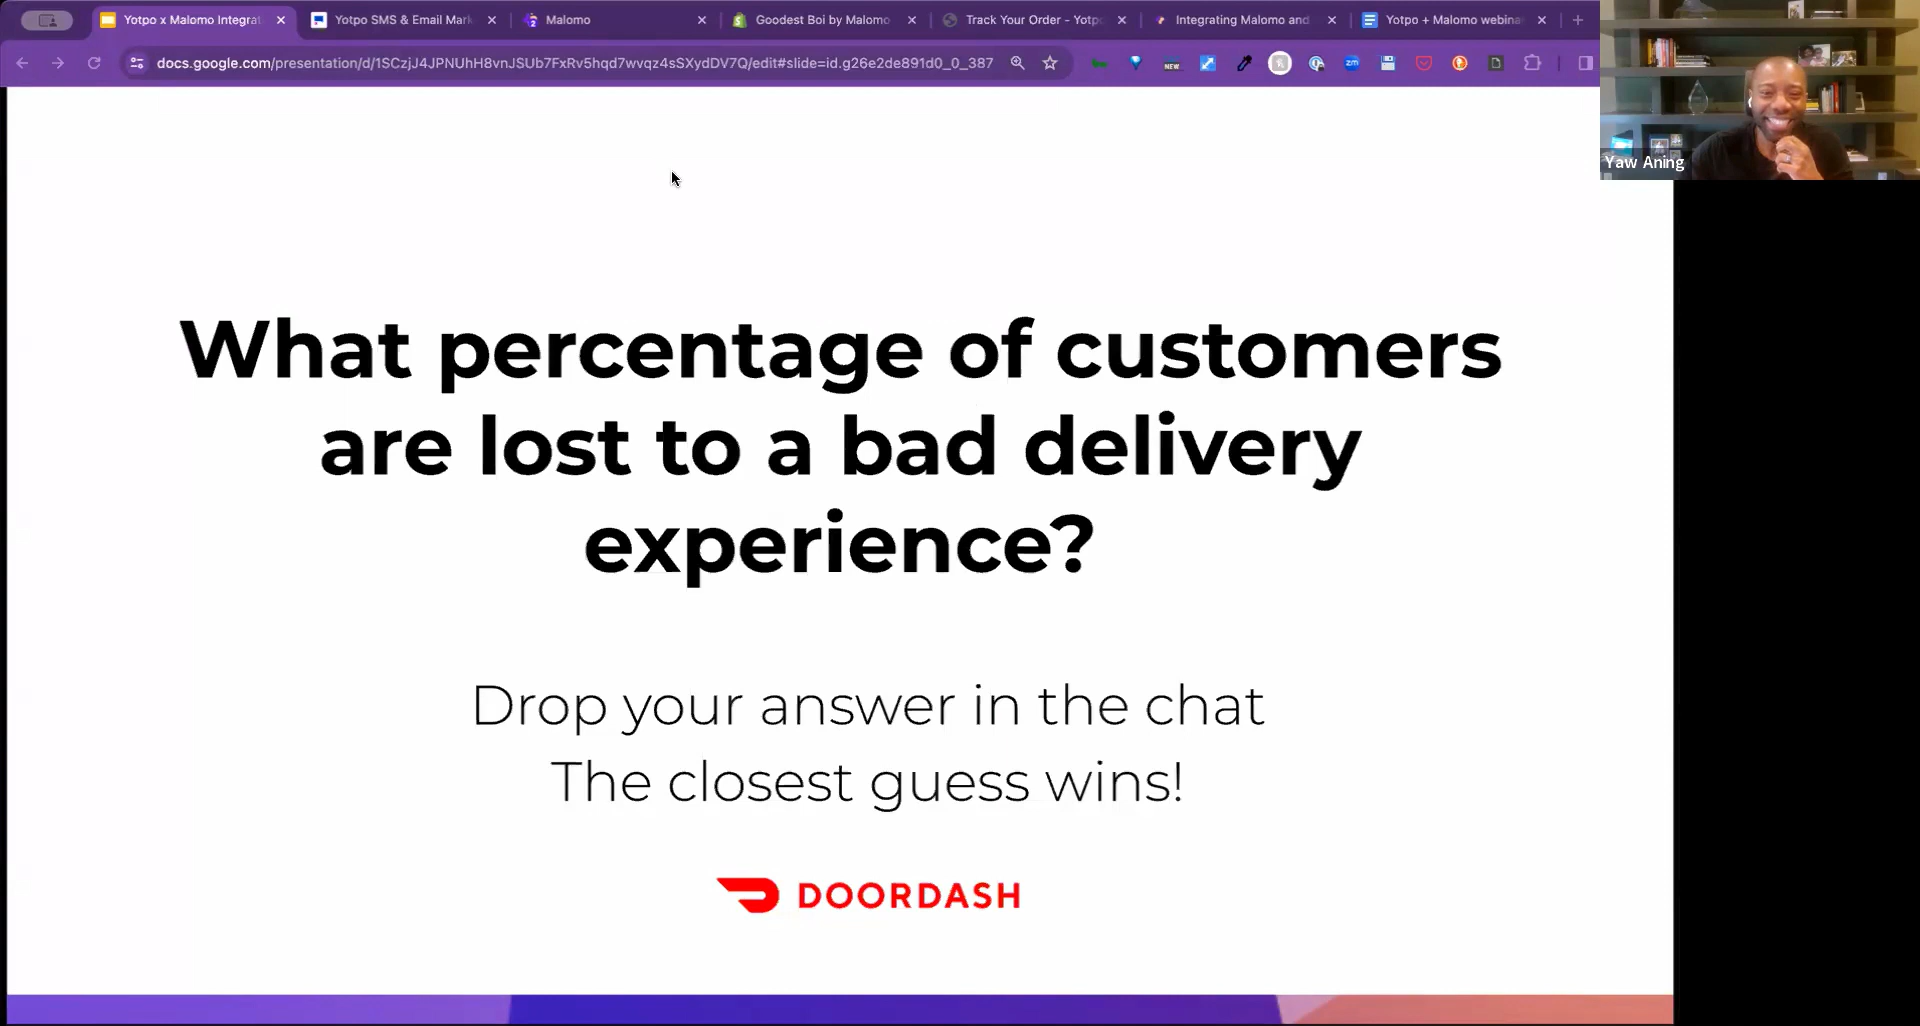 Yotpo x Malomo Integrat
Yotpo SMS & Email Mark
Malomo
Goodest Boi by Malomo
Track Your Order - Yotp
Integrating Malomo and
Yotpo + Malomo webina
docs.google.com/presentation/d/1SCzjJ4JPNUhH8vnJSUb7FxRv5hqd7wvqz4sSXydDV7Q/edit#slide=id.g26e2de891d0_0_387
NEW
zm
Yaw Aning
What percentage of customers
are lost to a bad delivery
experience?
Drop your answer in the chat
The closest guess wins!
DOORDASH